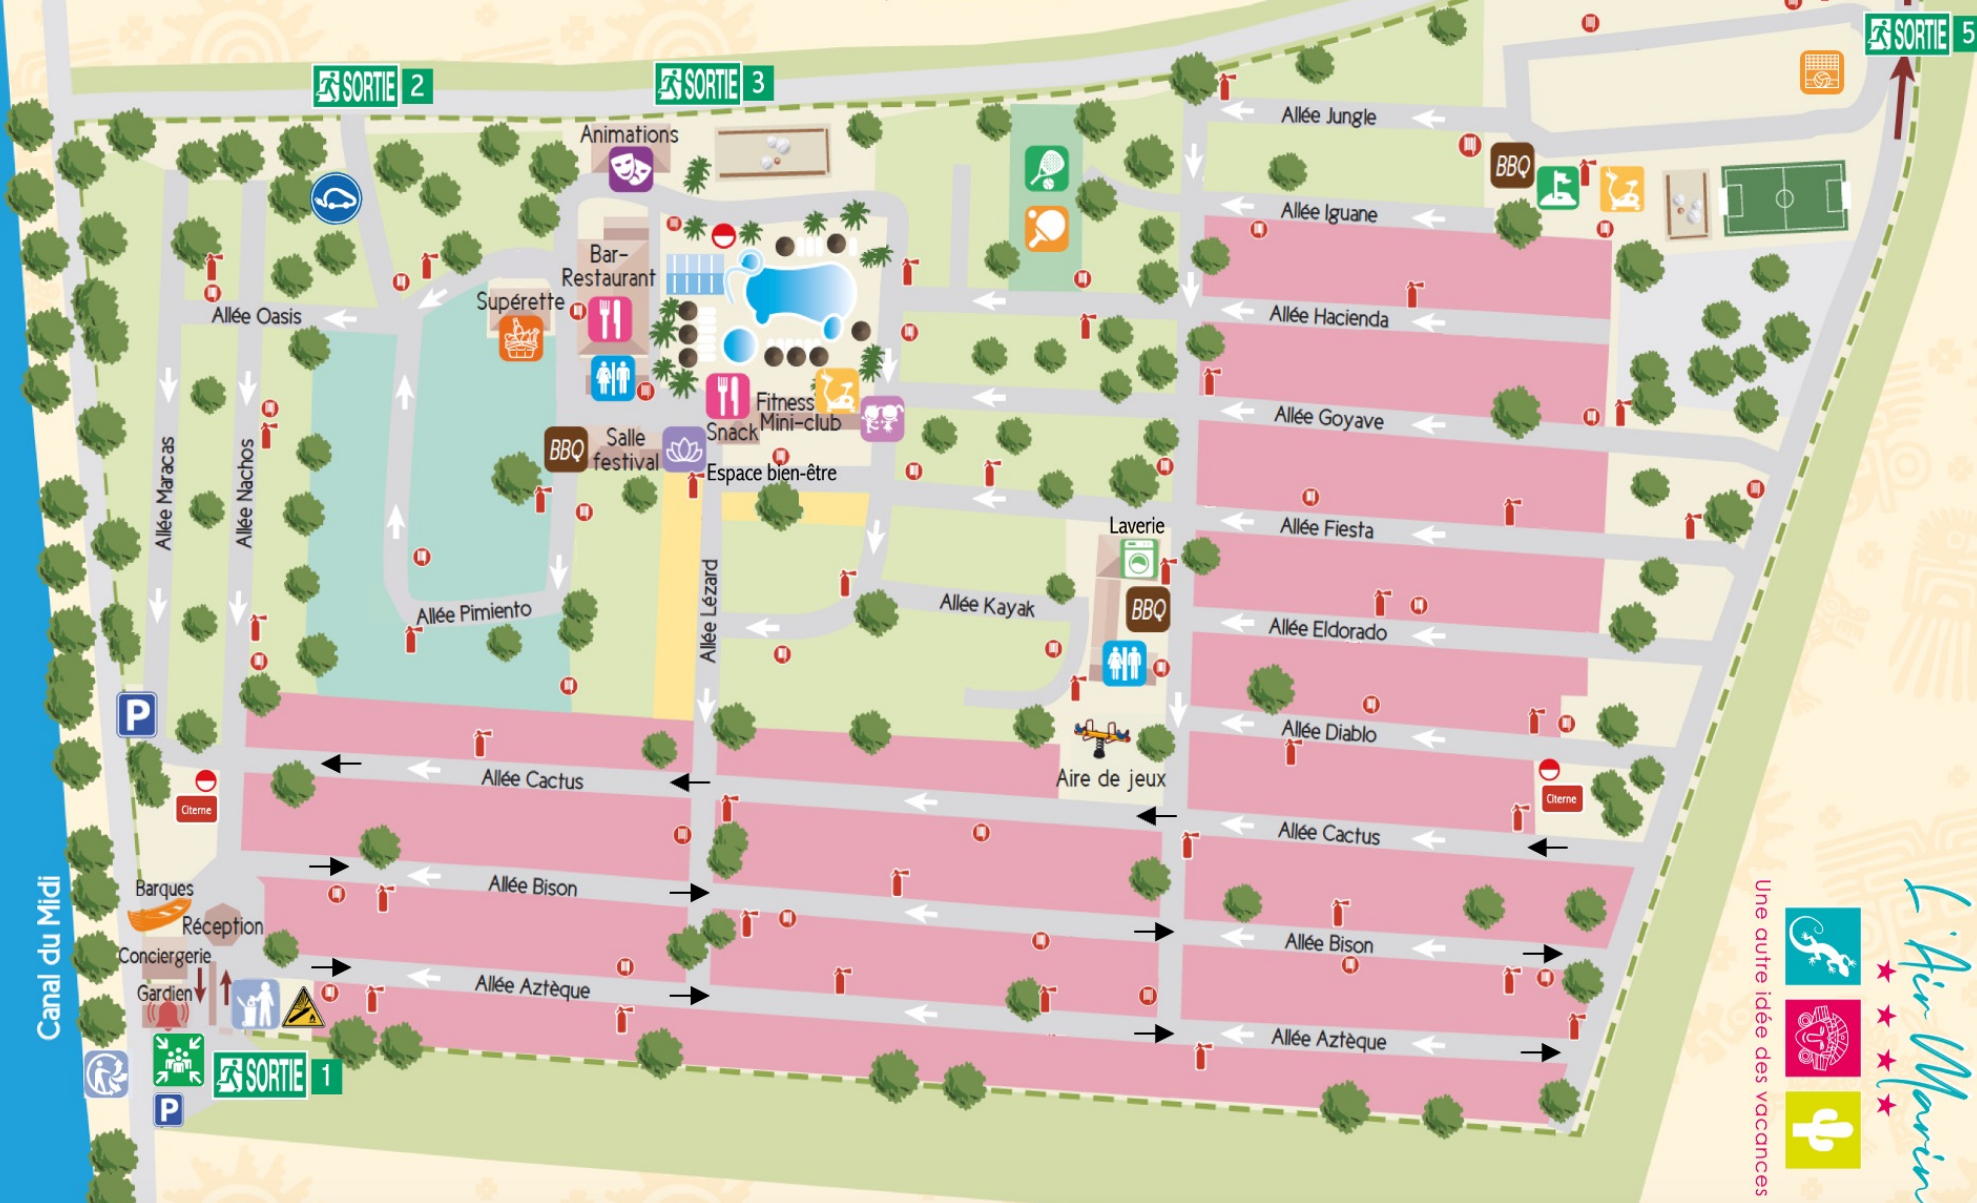 SORTIE 2
SORTIE 3
SORTIE 5
Animations
Allée Jungle
BBQ
Allée Iguane
Bar-
Restaurant
Supérette
Allée Oasis
Allée Hacienda
Fitness
Mini-club
Snack
BBQ
Salle
festival
Espace bien-être
Allée Goyave
Allée Maracas
Allée Nachos
Allée Lézard
Laverie
Allée Fiesta
BBQ
Allée Pimiento
Allée Kayak
Allée Eldorado
P
Allée Diablo
Aire de jeux
Allée Cactus
Citerne
Citerne
Allée Cactus
Allée Bison
Allée Bison
Barques
Réception
Conciergerie
Gardien
Allée Aztèque
Allée Aztèque
SORTIE 1
P
Canal du Midi
L'Air Marin
Une autre idée des vacances